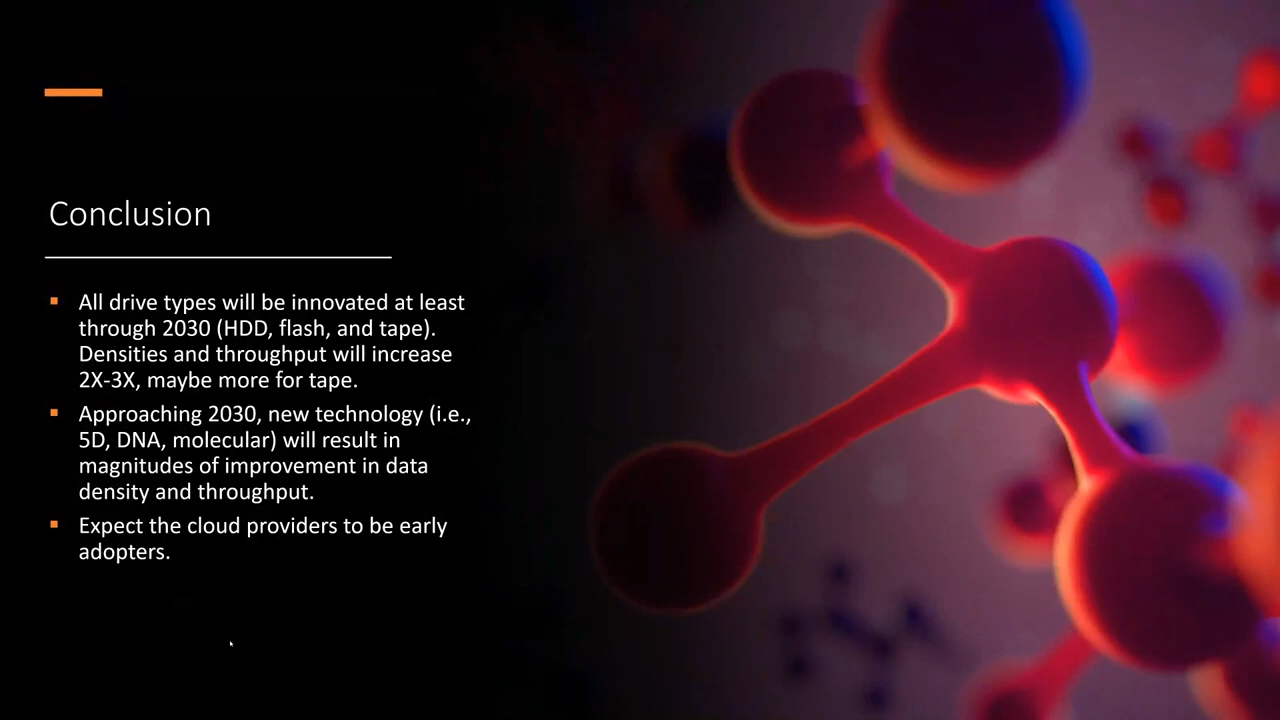 Conclusion
All drive types will be innovated at least
through 2030 (HDD, flash, and tape).
Densities and throughput will increase
2X-3X, maybe more for tape.
Approaching 2030, new technology (i.e.,
5D, DNA, molecular) will result in
magnitudes of improvement in data
density and throughput.
Expect the cloud providers to be early
adopters.